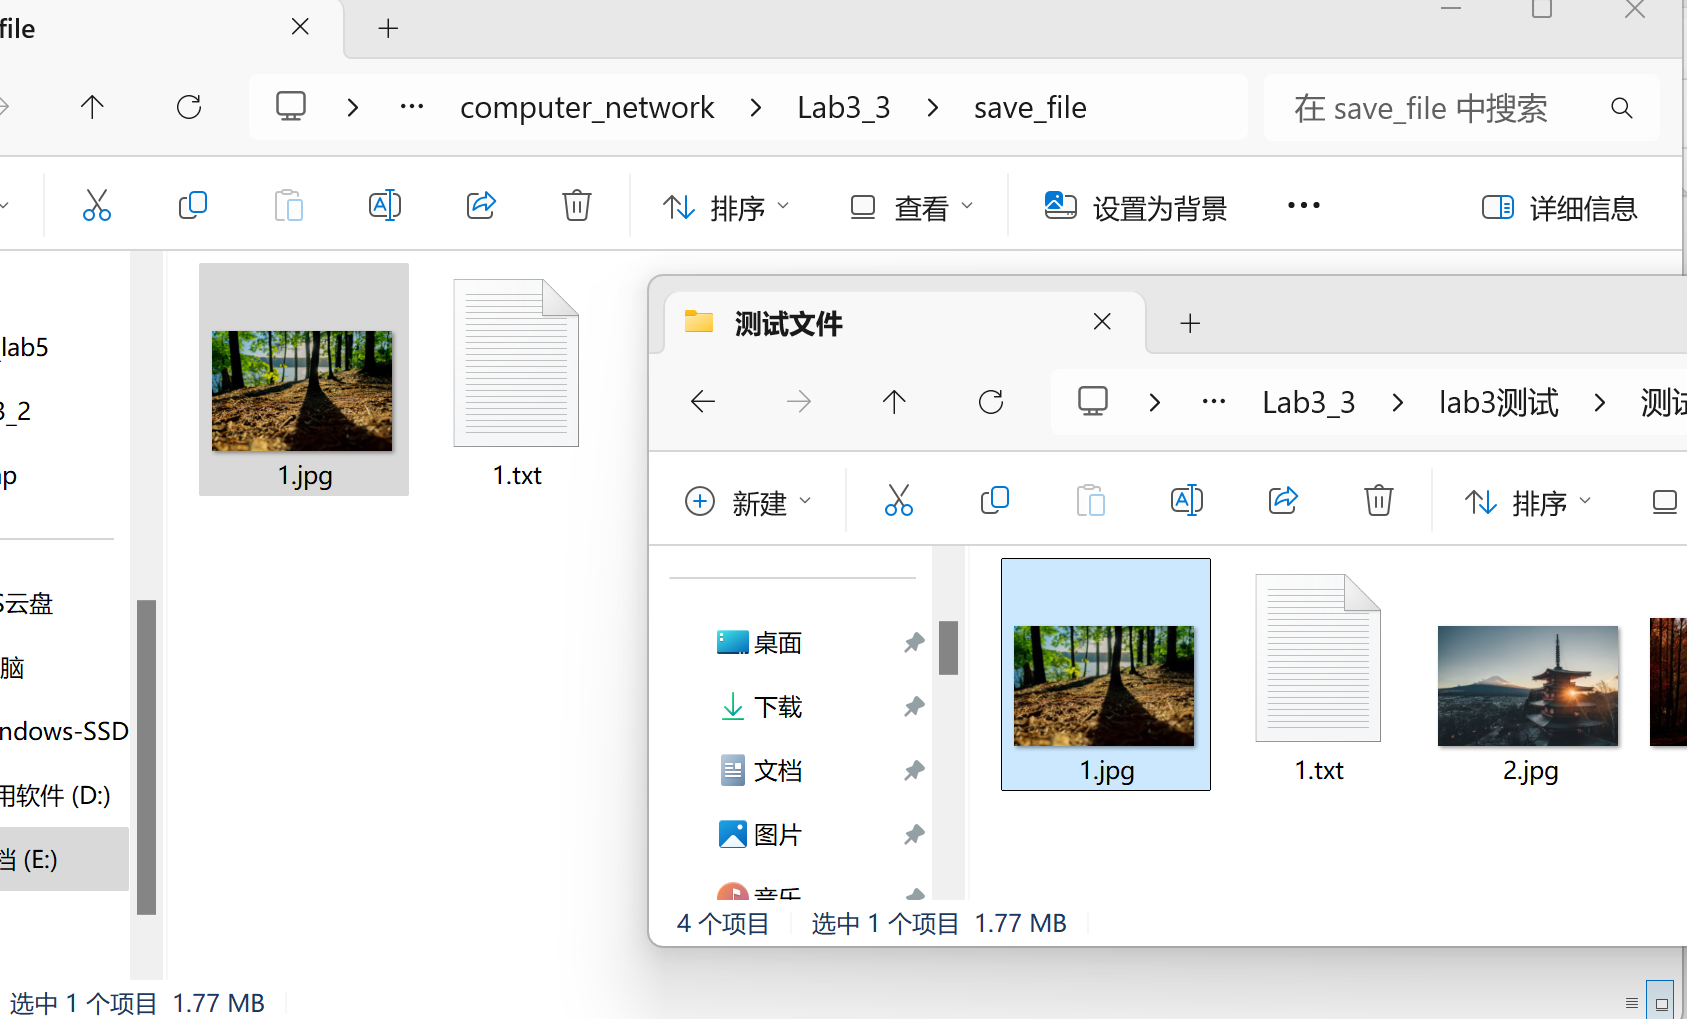 file
computer_network Lab3_3 save_file
在 save_file 中搜索
排序 查看 设置为背景 详细信息
lab5
3_2
脑
ndows-SSD
用软件 (D:)
档 (E:)
1.jpg
1.txt
选中 1 个项目 1.77 MB
测试文件
Lab3_3 lab3测试 测试
新建 排序
桌面
下载
文档
图片
音乐
1.jpg
1.txt
2.jpg
4 个项目 选中 1 个项目 1.77 MB